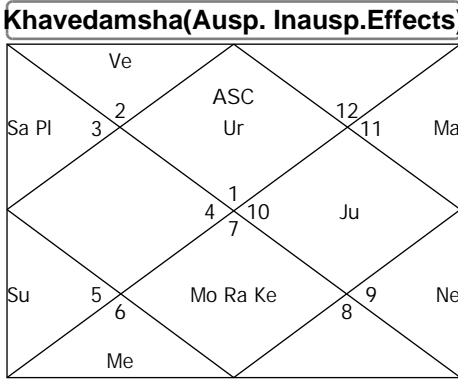 Khavedamsha(Ausp. Inausp.Effects)
Ve
ASC
2
12
Sa Pl
3
Ur
11
Ma
1
4
10
Ju
7
Su
5
Mo Ra Ke
9
Ne
6
8
Me